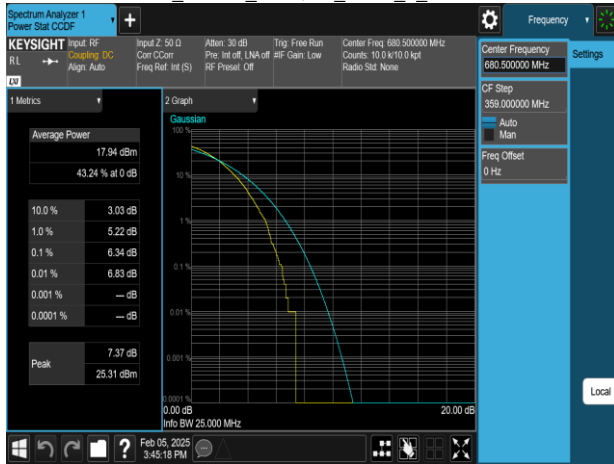 Spectrum Analyzer 1
Power Stat CCDF
Frequency
KEYSIGHT
RL
LXI
Input: RF
Coupling: DC
Align: Auto
Input Z: 50 Ω
Corr CCorr
Freq Ref: Int (S)
Atten: 30 dB
Pre: Int off, LNA off
RF Preset: Off
Trig: Free Run
#IF Gain: Low
Center Freq: 680.500000 MHz
Counts: 10.0 k/10.0 kpt
Radio Std: None
Center Frequency
680.500000 MHz
Settings
CF Step
359.000000 MHz
Auto
Man
Freq Offset
0 Hz
Local
1 Metrics
Average Power
17.94 dBm
43.24 % at 0 dB
10.0 % 3.03 dB
1.0 % 5.22 dB
0.1 % 6.34 dB
0.01 % 6.83 dB
0.001 % --- dB
0.0001 % --- dB
Peak
7.37 dB
25.31 dBm
2 Graph
Gaussian
100 %
10 %
1 %
0.1 %
0.01 %
0.001 %
0.0001 %
0.00 dB
20.00 dB
Info BW 25.000 MHz
?
Feb 05, 2025
3:45:18 PM